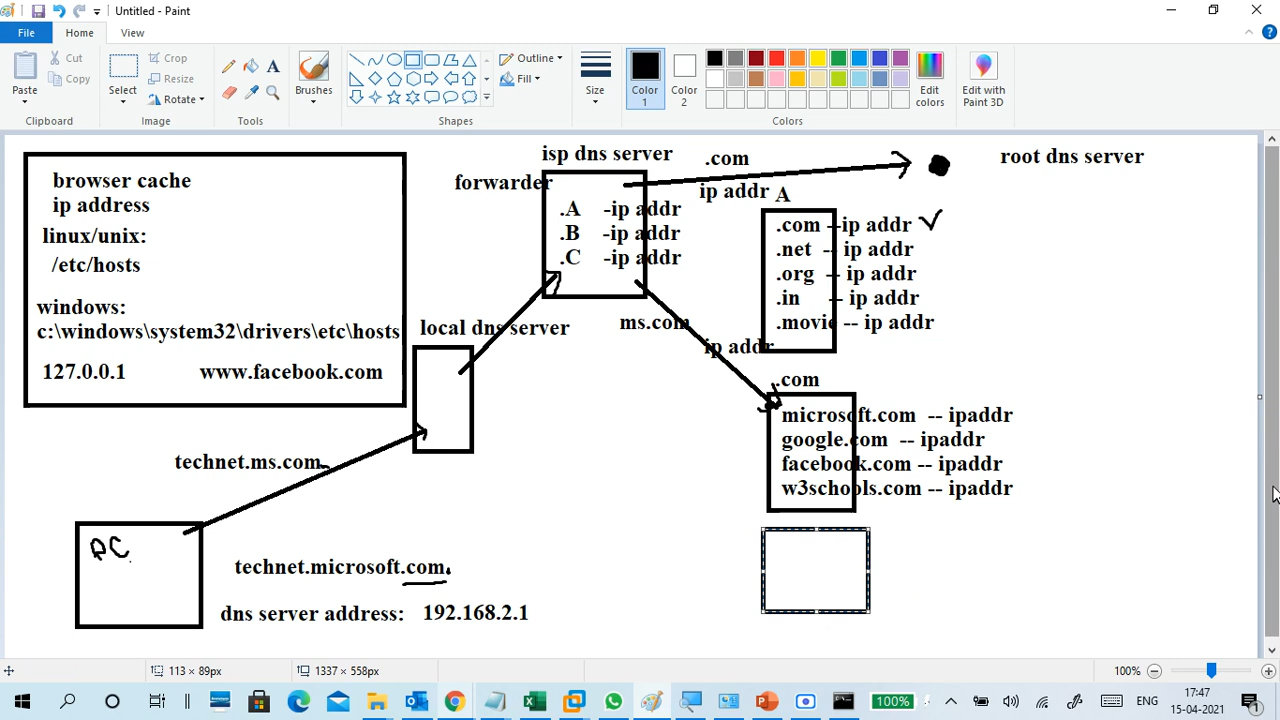 Untitled - Paint
File
Home
View
Paste
Cut
Copy
Clipboard
Select
Crop
Resize
Rotate
Image
A
Tools
Brushes
Shapes
Outline
Fill
Size
Color 1
Color 2
Edit colors
Colors
Edit with Paint 3D
browser cache
ip address
linux/unix:
/etc/hosts
windows:
c:\windows\system32\drivers\etc\hosts
127.0.0.1 www.facebook.com
isp dns server
forwarder
.A -ip addr
.B -ip addr
.C -ip addr
.com
ip addr
root dns server
A
.com --ip addr
.net -- ip addr
.org -- ip addr
.in -- ip addr
.movie -- ip addr
local dns server
ms.com
ip addr
.com
microsoft.com -- ipaddr
google.com -- ipaddr
facebook.com -- ipaddr
w3schools.com -- ipaddr
technet.ms.com
PC
technet.microsoft.com.
dns server address: 192.168.2.1
113 × 89px
1337 × 558px
100%
100%
ENG
17:47
15-04-2021